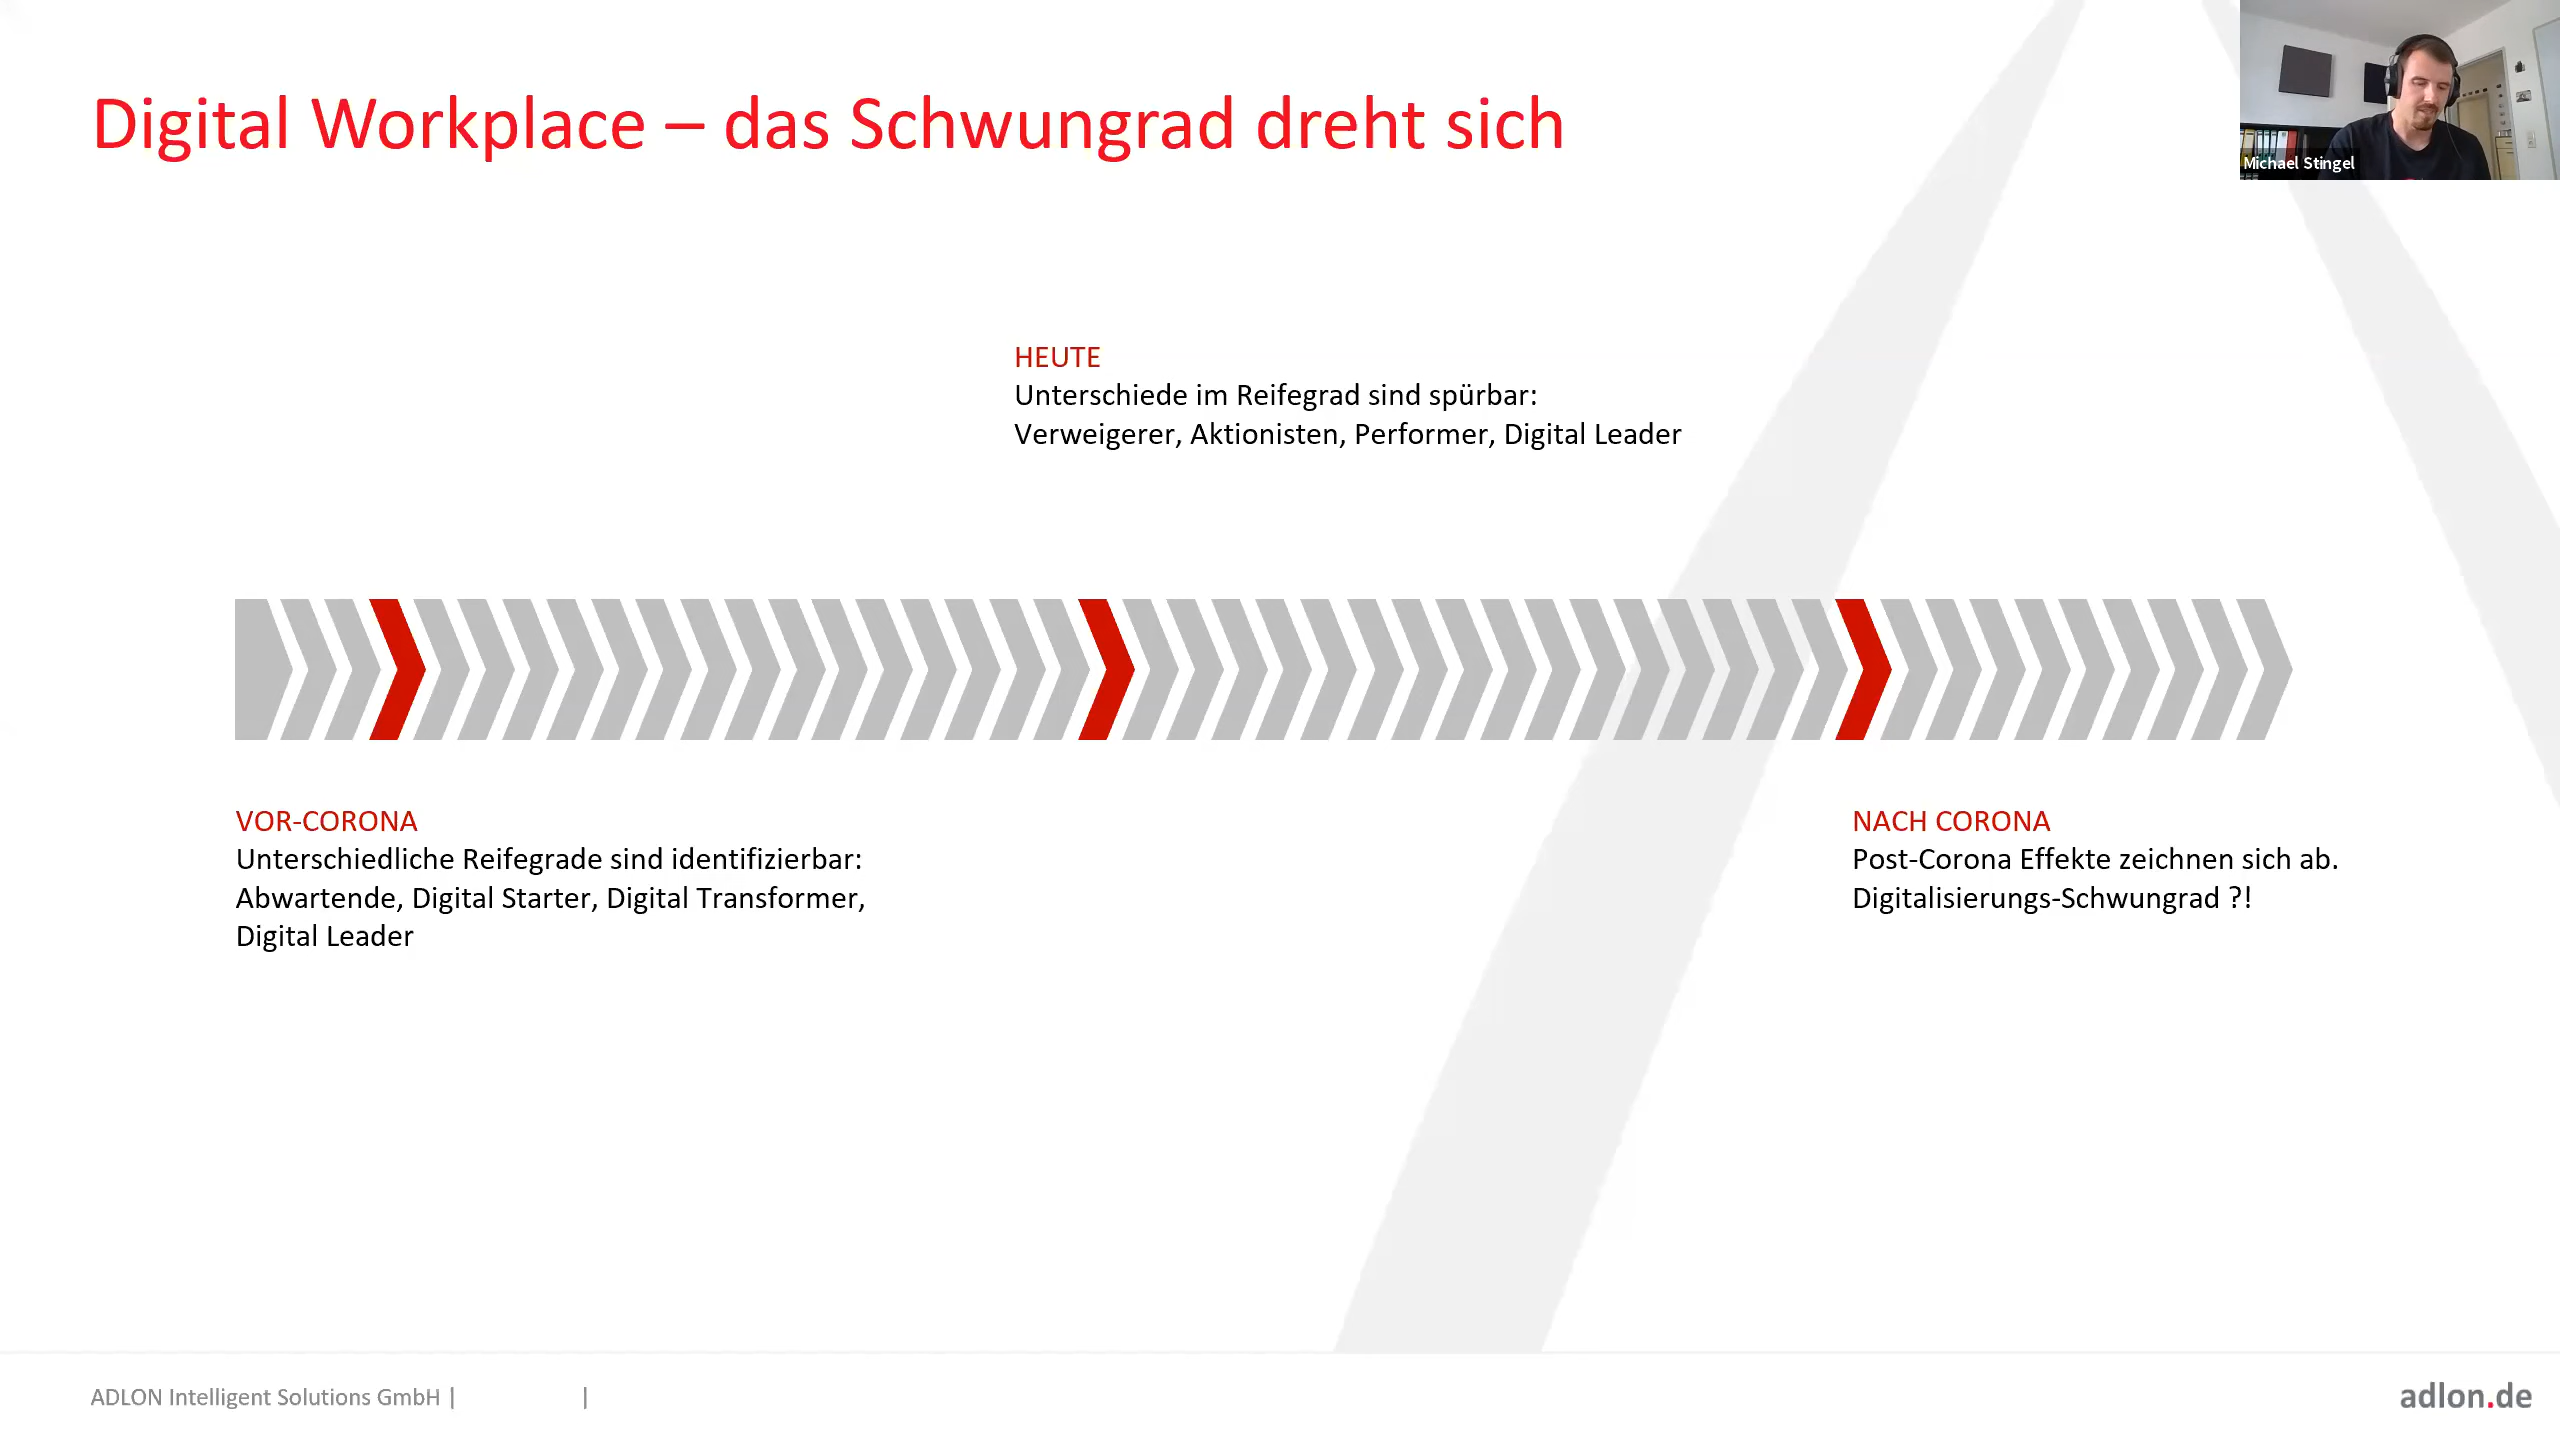 Digital Workplace – das Schwungrad dreht sich
Michael Stingel
HEUTE
Unterschiede im Reifegrad sind spürbar:
Verweigerer, Aktionisten, Performer, Digital Leader
VOR-CORONA
Unterschiedliche Reifegrade sind identifizierbar:
Abwartende, Digital Starter, Digital Transformer,
Digital Leader
NACH CORONA
Post-Corona Effekte zeichnen sich ab.
Digitalisierungs-Schwungrad ?!
ADLON Intelligent Solutions GmbH | |
adlon.de